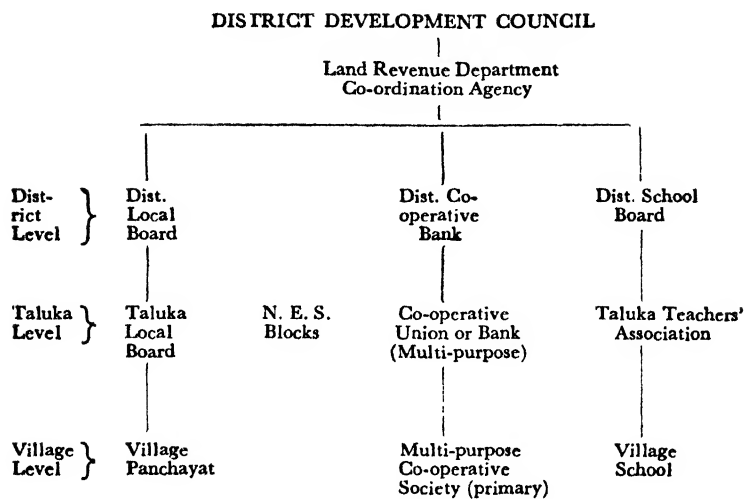 DISTRICT DEVELOPMENT COUNCIL
Land Revenue Department
Co-ordination Agency
Dist-
rict
Level
Dist.
Local
Board
Dist. Co-
operative
Bank
Dist. School
Board
Taluka
Level
Taluka
Local
Board
N. E. S.
Blocks
Co-operative
Union or Bank
(Multi-purpose)
Taluka Teachers'
Association
Village
Level
Village
Panchayat
Multi-purpose
Co-operative
Society (primary)
Village
School